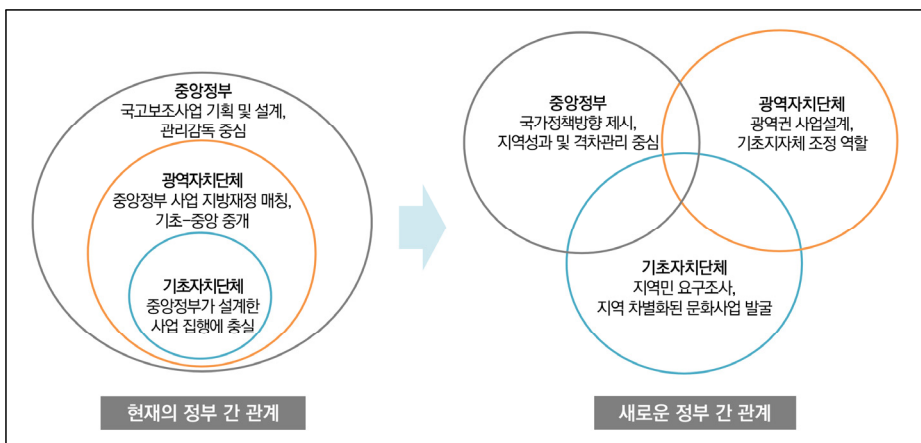 중앙정부
국고보조사업 기획 및 설계,
관리감독 중심
광역자치단체
중앙정부 사업 지방재정 매칭,
기초-중앙 중개
기초자치단체
중앙정부가 설계한
사업 집행에 충실
현재의 정부 간 관계
중앙정부
국가정책방향 제시,
지역성과 및 격차관리 중심
광역자치단체
광역권 사업설계,
기초지자체 조정 역할
기초자치단체
지역민 요구조사,
지역 차별화된 문화사업 발굴
새로운 정부 간 관계